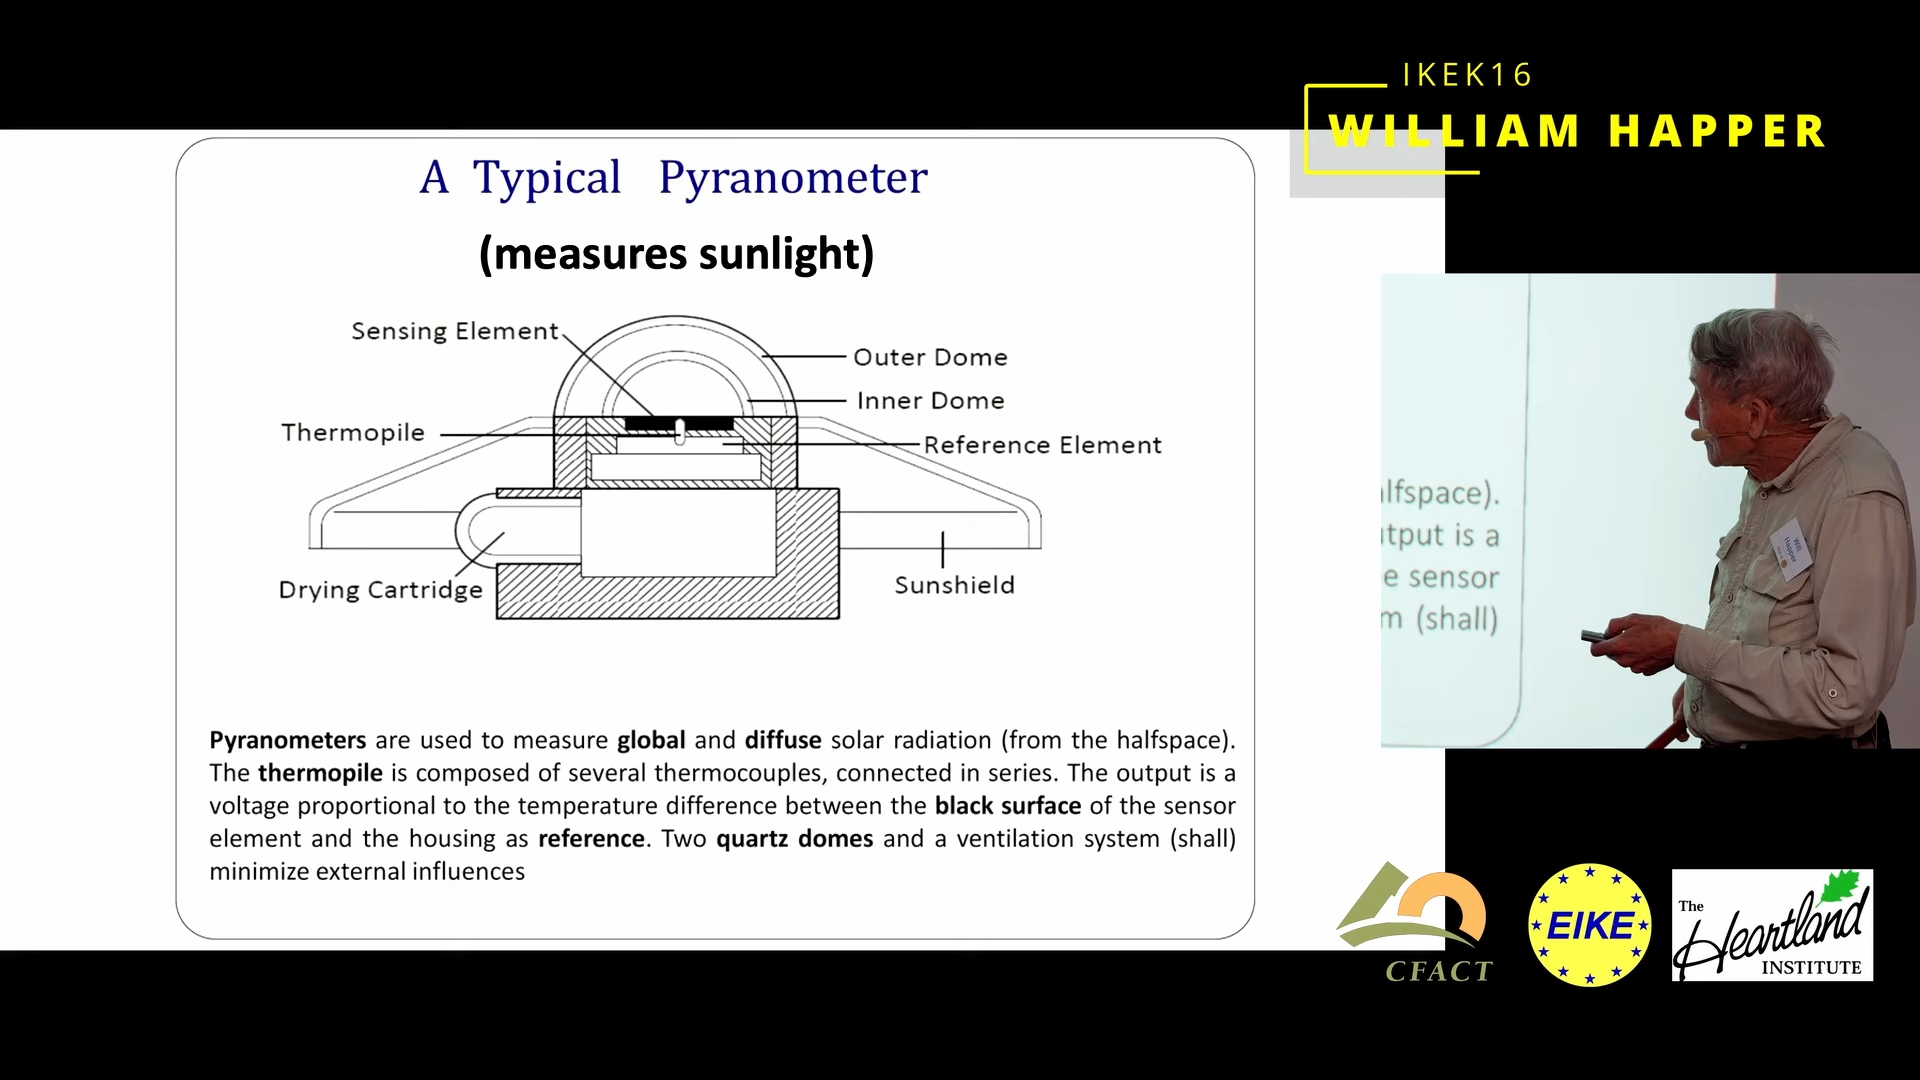 IKEK16
WILLIAM HAPPER
A Typical Pyranometer
(measures sunlight)
Sensing Element
Outer Dome
Inner Dome
Thermopile
Reference Element
Drying Cartridge
Sunshield
Pyranometers are used to measure global and diffuse solar radiation (from the halfspace).
The thermopile is composed of several thermocouples, connected in series. The output is a
voltage proportional to the temperature difference between the black surface of the sensor
element and the housing as reference. Two quartz domes and a ventilation system (shall)
minimize external influences
lfspace).
tput is a
e sensor
m (shall)
Will
Happer
CFACT
EIKE
The
Heartland
INSTITUTE